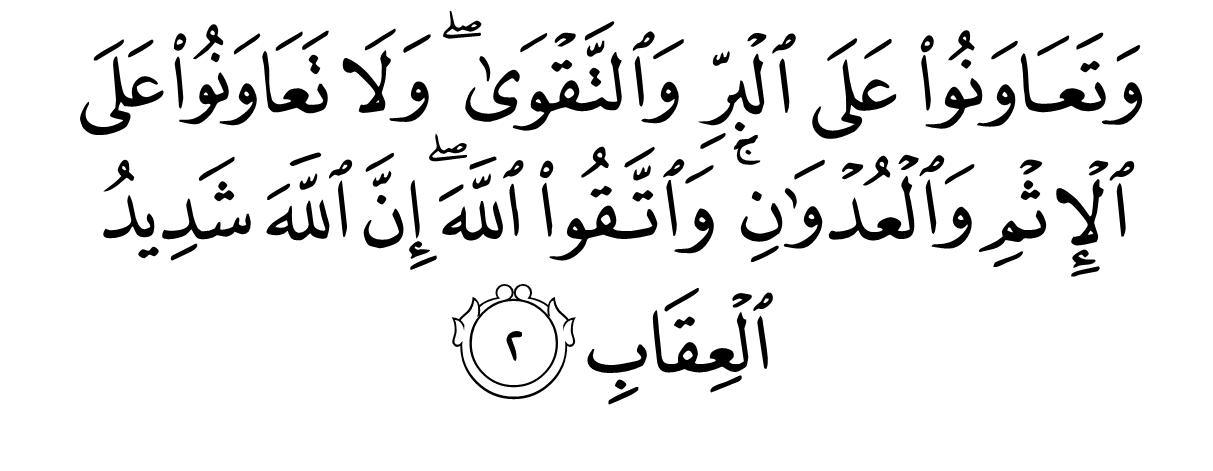 وَتَعَاوَنُوا۟ عَلَى ٱلْبِرِّ وَٱلتَّقْوَىٰ ۖ وَلَا تَعَاوَنُوا۟ عَلَى
ٱلْإِثْمِ وَٱلْعُدْوَٰنِ ۚ وَٱتَّقُوا۟ ٱللَّهَ ۖ إِنَّ ٱللَّهَ شَدِيدُ
ٱلْعِقَابِ ٢